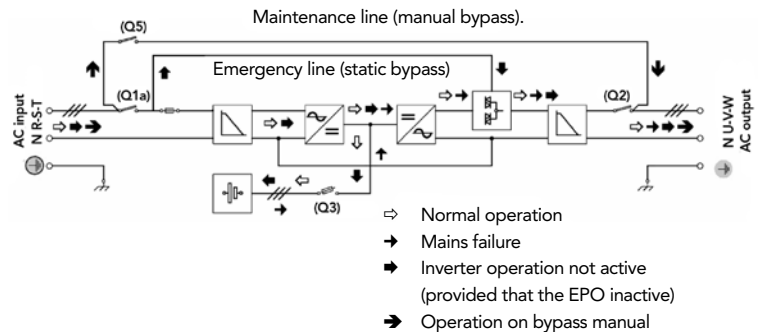 Maintenance line (manual bypass).
(Q5)
Emergency line (static bypass)
(Q1a)
(Q2)
AC input
N R-S-T
N U-V-W
AC output
(Q3)
Normal operation
Mains failure
Inverter operation not active
(provided that the EPO inactive)
Operation on bypass manual